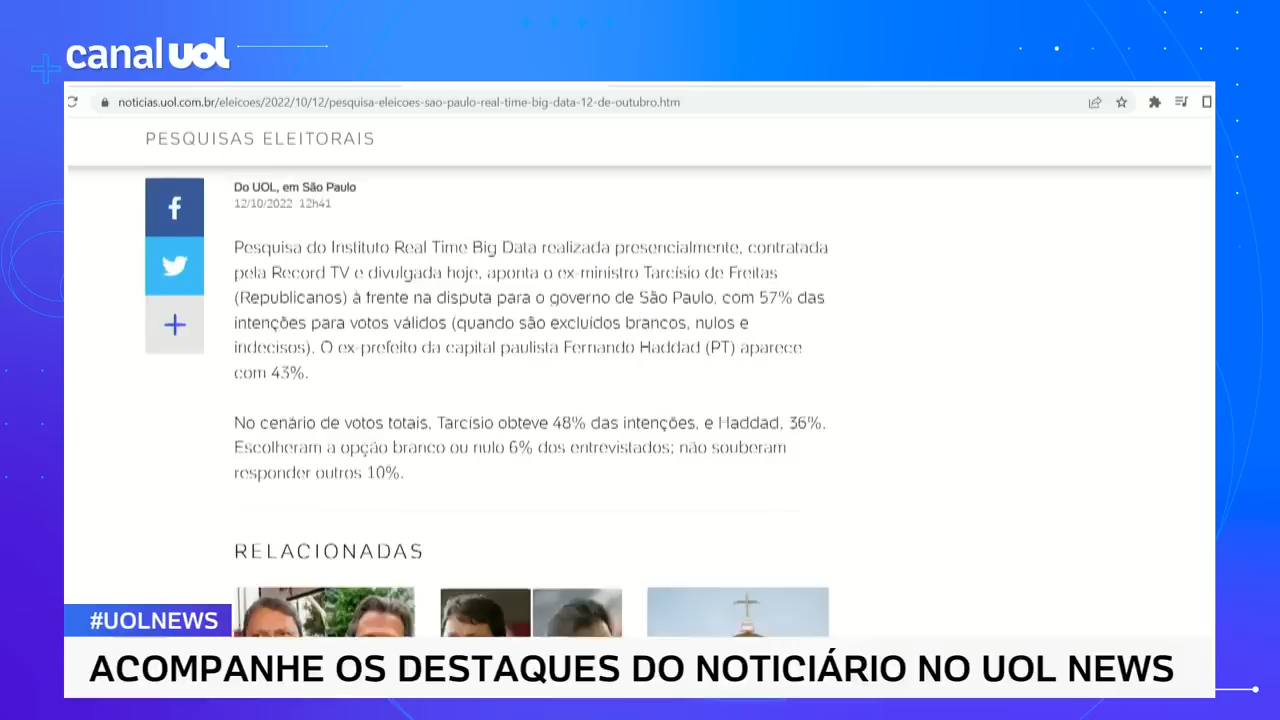 canal UOL
noticias.uol.com.br/eleicoes/2022/10/12/pesquisa-eleicoes-sao-paulo-real-time-big-data-12-de-outubro.htm
PESQUISAS ELEITORAIS
Do UOL, em São Paulo
12/10/2022 12h41
Pesquisa do Instituto Real Time Big Data realizada presencialmente, contratada
pela Record TV e divulgada hoje, aponta o ex-ministro Tarcísio de Freitas
(Republicanos) à frente na disputa para o governo de São Paulo, com 57% das
intenções para votos válidos (quando são excluídos brancos, nulos e
indecisos). O ex-prefeito da capital paulista Fernando Haddad (PT) aparece
com 43%.
No cenário de votos totais, Tarcísio obteve 48% das intenções, e Haddad, 36%.
Escolheram a opção branco ou nulo 6% dos entrevistados; não souberam
responder outros 10%.
RELACIONADAS
#UOLNEWS
ACOMPANHE OS DESTAQUES DO NOTICIÁRIO NO UOL NEWS